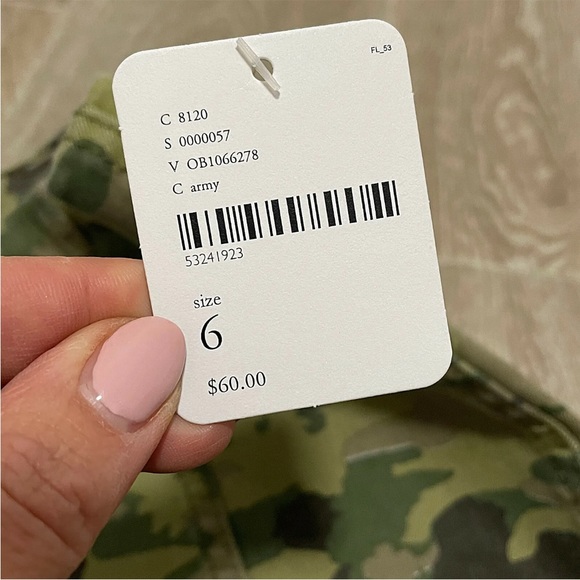 FL_53
C 8120
S 0000057
V OB1066278
C army
53241923
size
6
$60.00